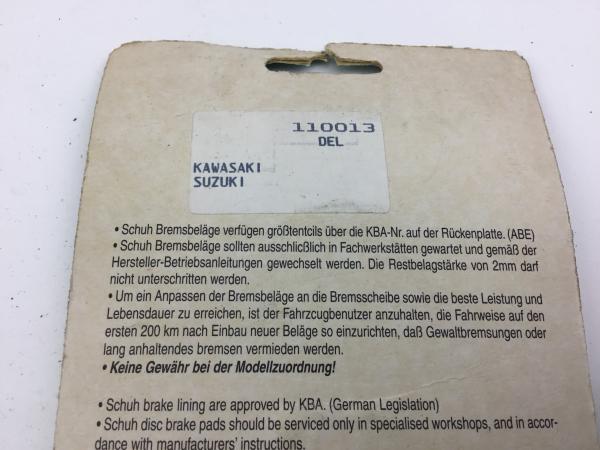 110013
DEL
KAWASAKI
SUZUKI
• Schuh Bremsbeläge verfügen größtenteils über die KBA-Nr. auf der Rückenplatte. (ABE)
• Schuh Bremsbeläge sollten ausschließlich in Fachwerkstätten gewartet und gemäß der
Hersteller-Betriebsanleitungen gewechselt werden. Die Restbelagstärke von 2mm darf
nicht unterschritten werden.
• Um ein Anpassen der Bremsbeläge an die Bremsscheibe sowie die beste Leistung und
Lebensdauer zu erreichen, ist der Fahrzeugbenutzer anzuhalten, die Fahrweise auf den
ersten 200 km nach Einbau neuer Beläge so einzurichten, daß Gewaltbremsungen oder
lang anhaltendes bremsen vermieden werden.
• Keine Gewähr bei der Modellzuordnung!
• Schuh brake lining are approved by KBA. (German Legislation)
• Schuh disc brake pads should be serviced only in specialised workshops, and in accor-
dance with manufacturers' instructions.